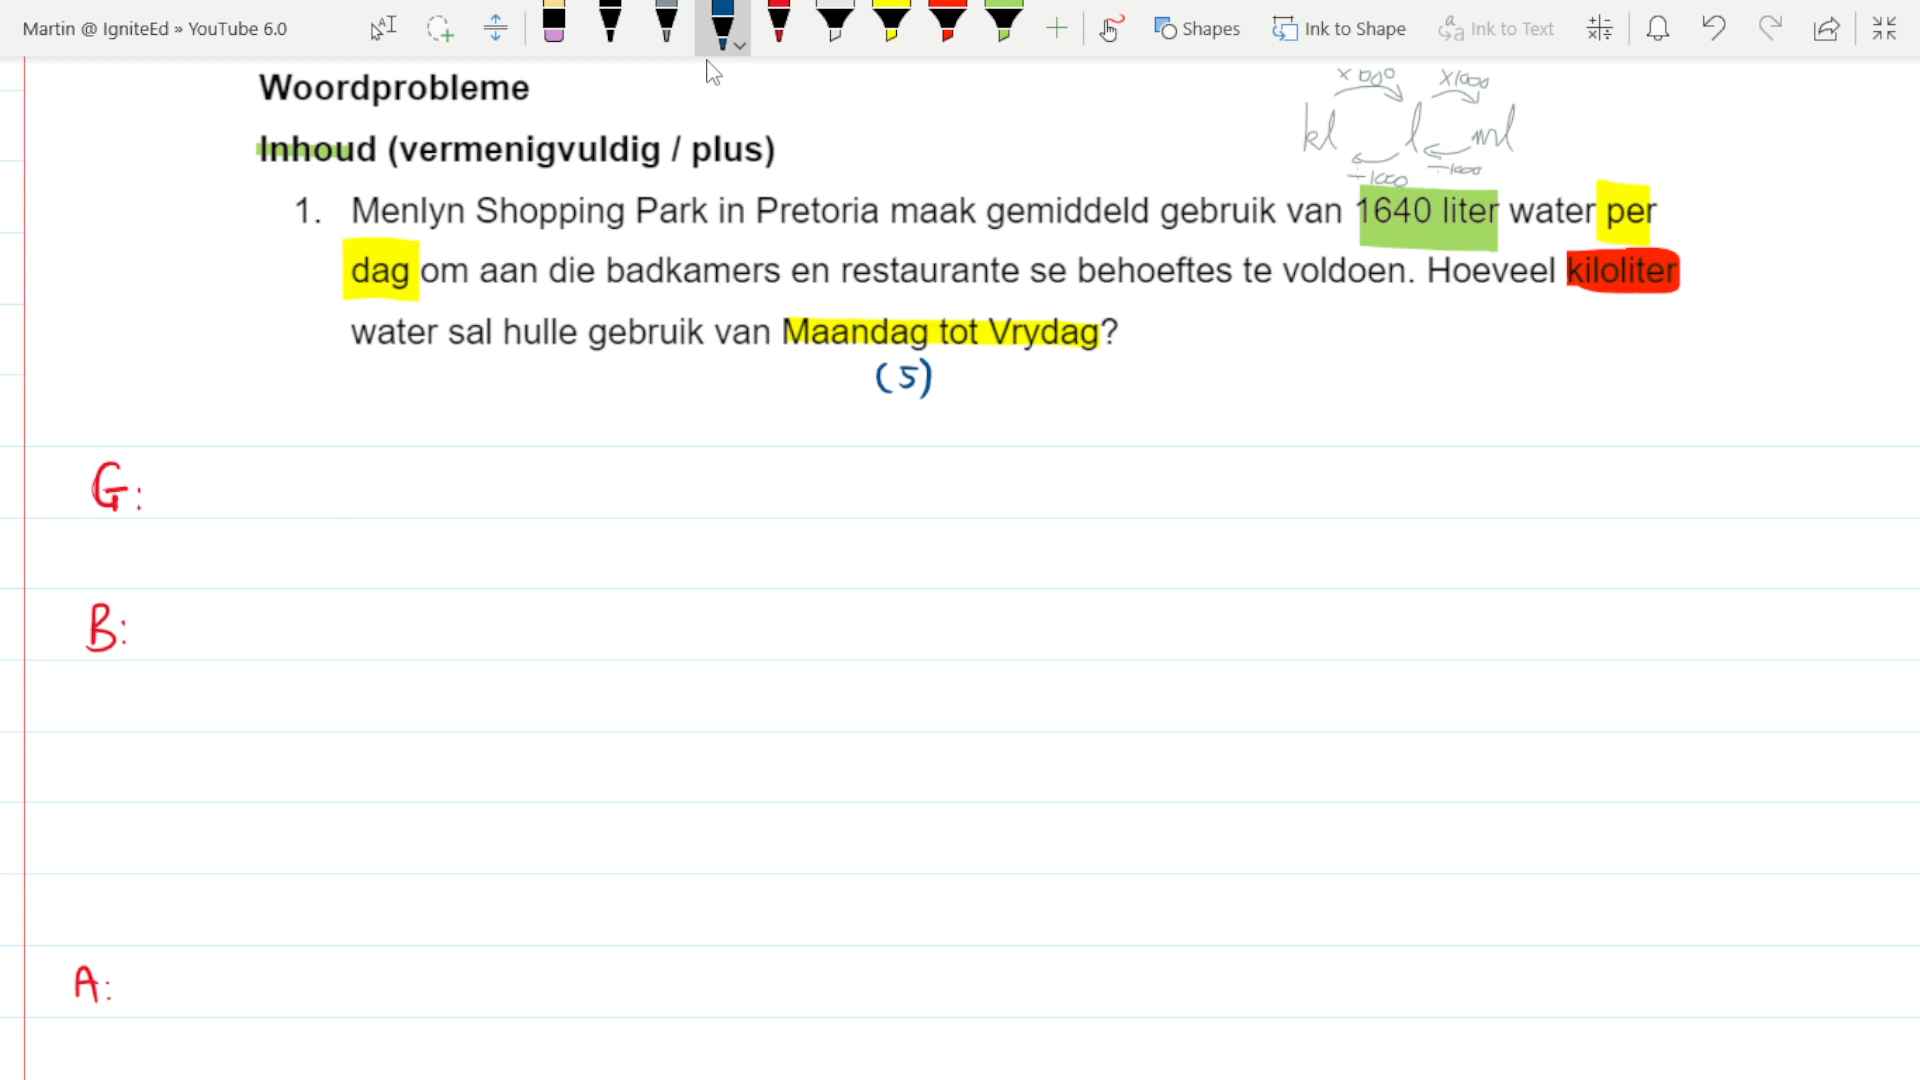 Martin @ IgniteEd » YouTube 6.0
Shapes
Ink to Shape
Ink to Text
Woordprobleme
x1000 x1000
kl l ml
÷1000 ÷1000
Inhoud (vermenigvuldig / plus)
1. Menlyn Shopping Park in Pretoria maak gemiddeld gebruik van 1640 liter water per
dag om aan die badkamers en restaurante se behoeftes te voldoen. Hoeveel kiloliter
water sal hulle gebruik van Maandag tot Vrydag?
(5)
G:
B:
A: